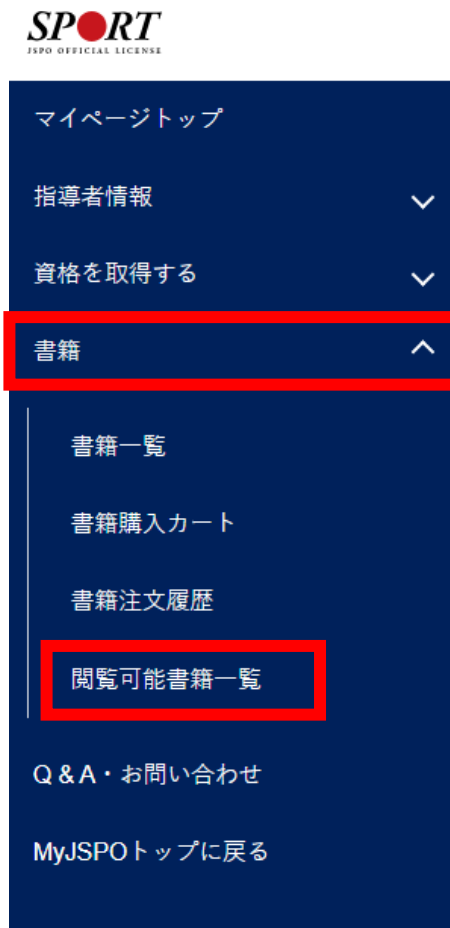 SPORT
JSPO OFFICIAL LICENSE
マイページトップ
指導者情報
資格を取得する
書籍
書籍一覧
書籍購入カート
書籍注文履歴
閲覧可能書籍一覧
Q & A・お問い合わせ
MyJSPOトップに戻る